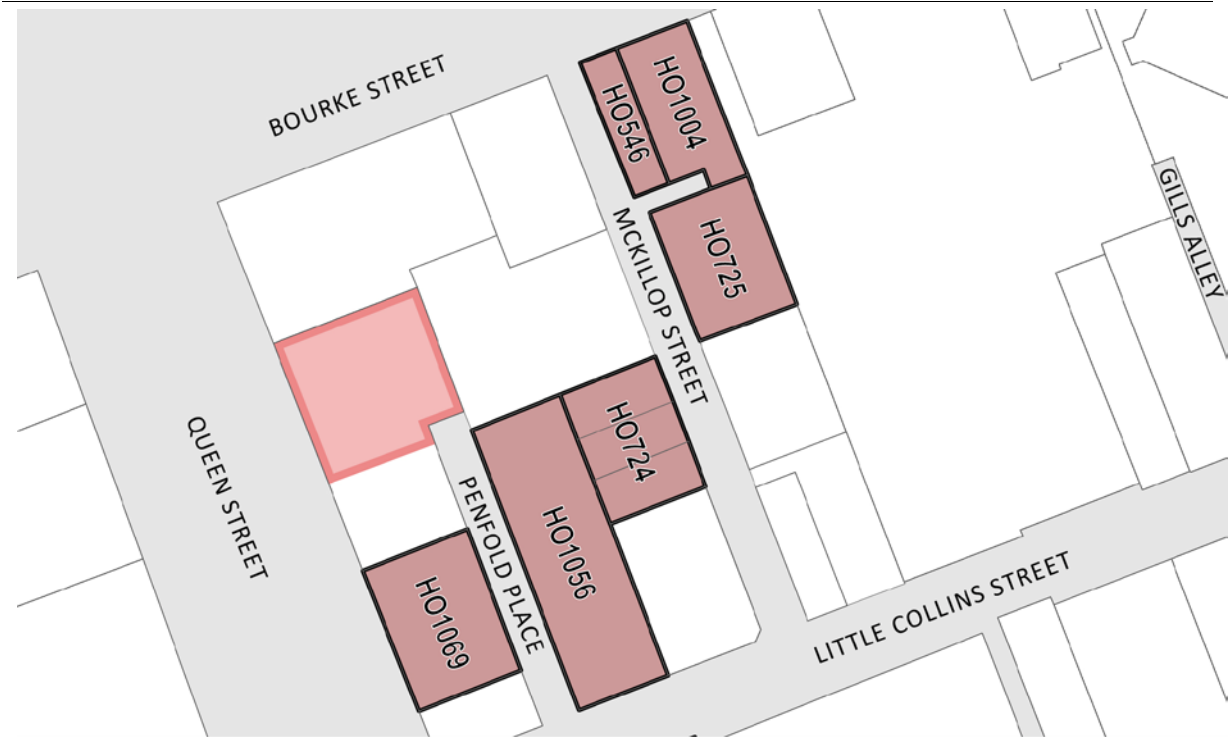 BOURKE STREET
HO546
HO1004
GILLS ALLEY
MCKILLOP STREET
HO725
QUEEN STREET
HO724
PENFOLD PLACE
HO1056
HO1069
LITTLE COLLINS STREET